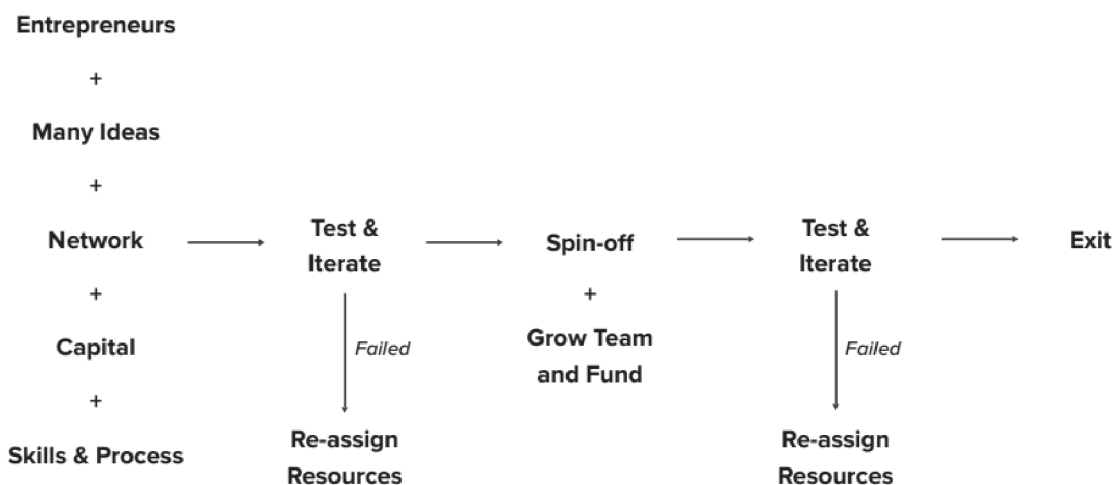 Entrepreneurs
+
Many Ideas
+
Network
+
Capital
+
Skills & Process
Test &
Iterate
Failed
Re-assign
Resources
Spin-off
+
Grow Team
and Fund
Test &
Iterate
Failed
Re-assign
Resources
Exit